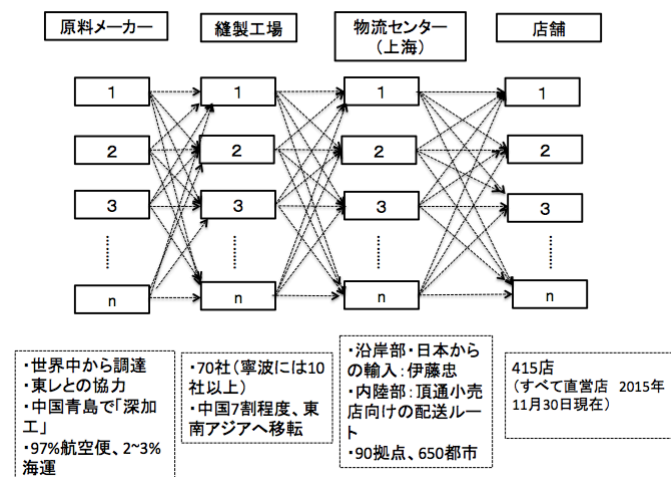 原料メーカー
縫製工場
物流センター
(上海)
店舗
1
1
1
1
2
2
2
2
3
3
3
3
n
n
n
n
・世界中から調達
・東レとの協力
・中国青島で「深加
工」
・97%航空便、2~3%
海運
・70社(寧波には10
社以上)
・中国7割程度、東
南アジアへ移転
・沿岸部・日本から
の輸入:伊藤忠
・内陸部:頂通小売
店向けの配送ルー
ト
・90拠点、650都市
415店
(すべて直営店 2015年
11月30日現在)